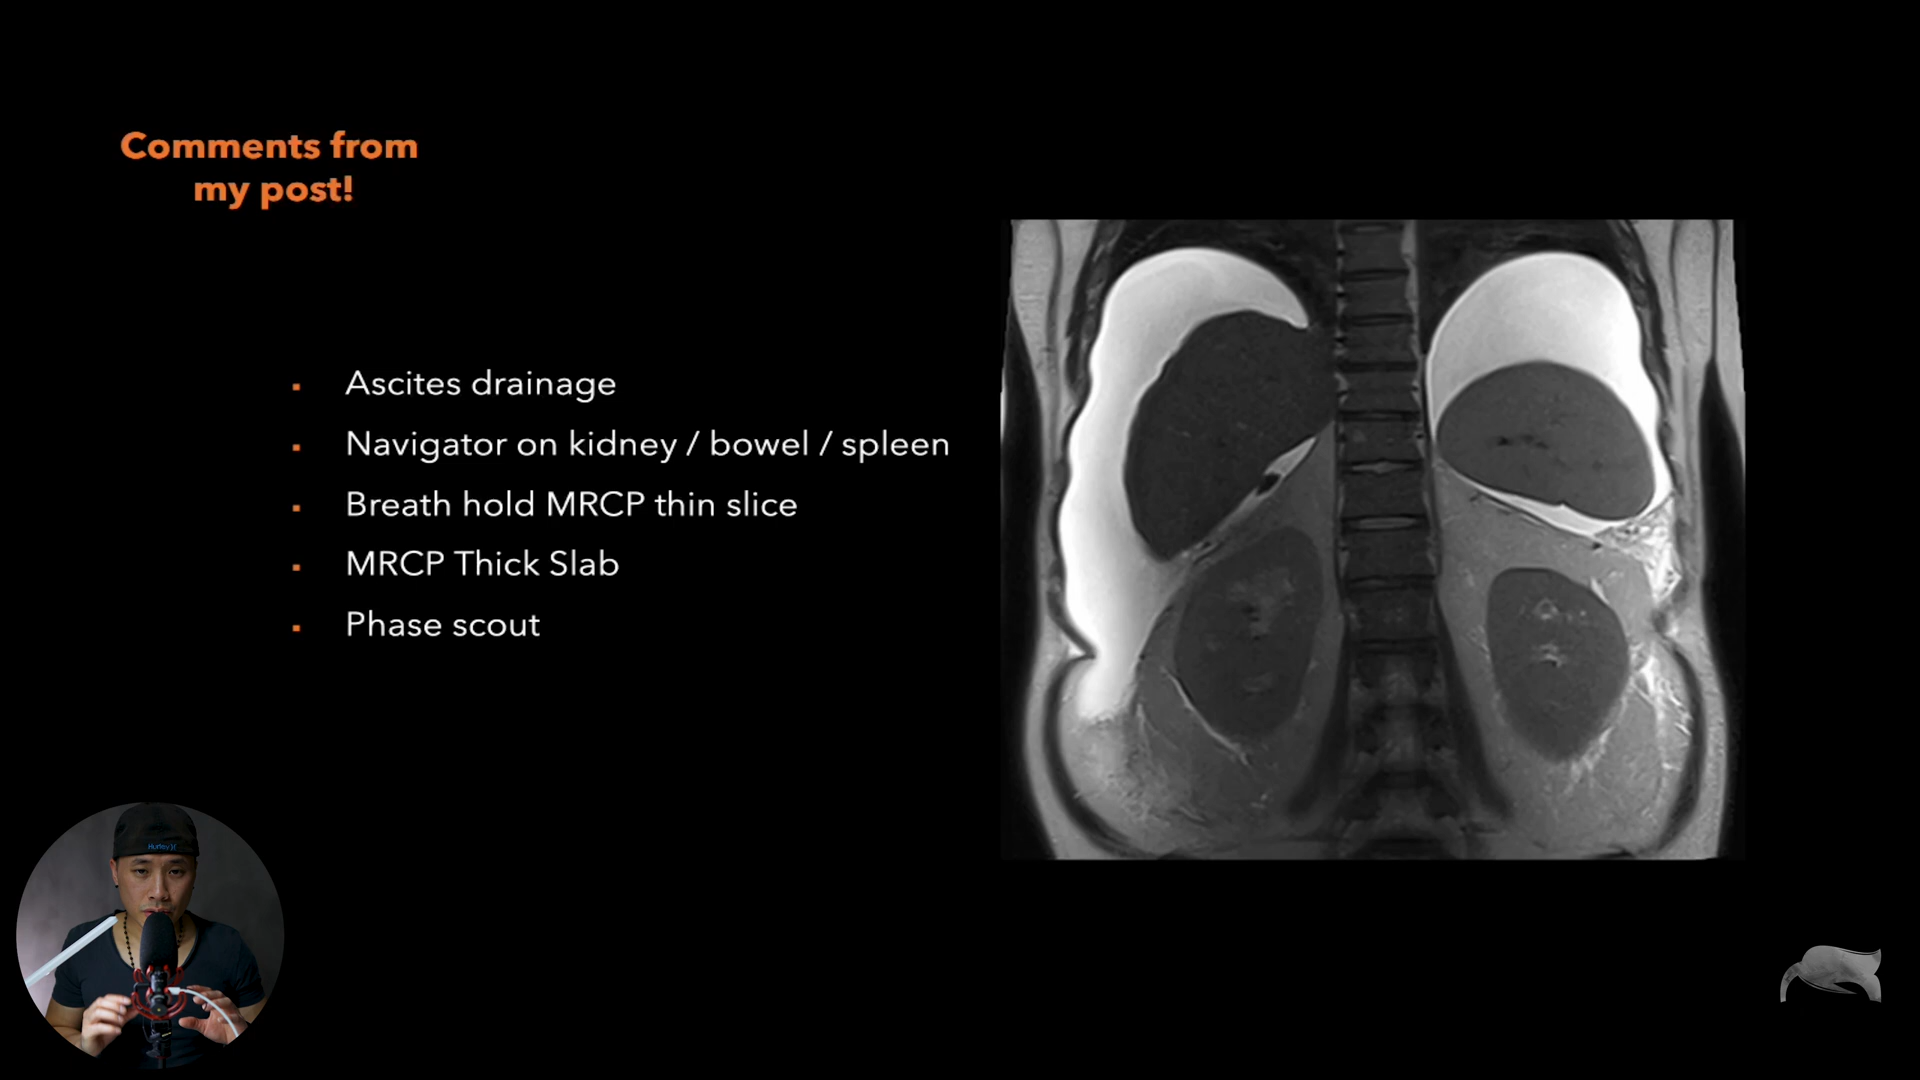 Comments from
my post!
Ascites drainage
Navigator on kidney / bowel / spleen
Breath hold MRCP thin slice
MRCP Thick Slab
Phase scout
Hurley